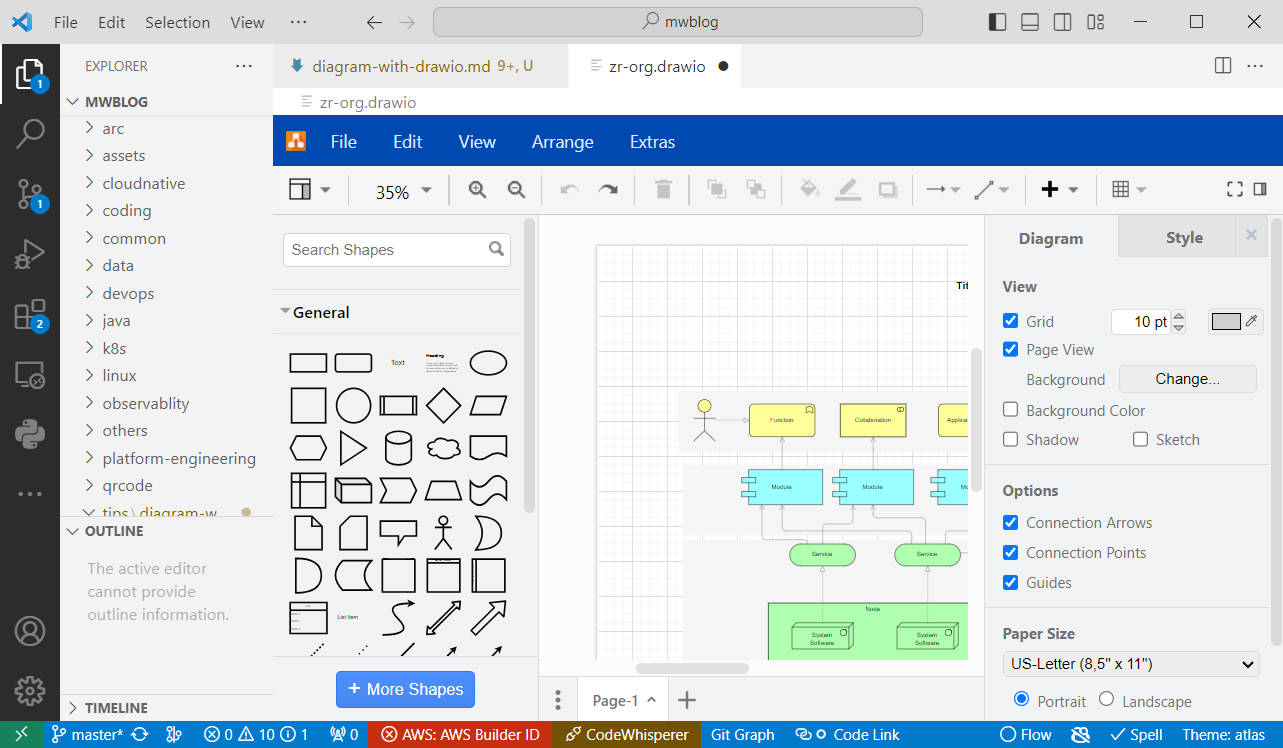 File Edit Selection View ··· mwblog
EXPLORER ···
diagram-with-drawio.md 9+, U
zr-org.drawio
MWBLOG
zr-org.drawio
arc
assets
cloudnative
coding
common
data
devops
java
k8s
linux
observablity
others
platform-engineering
qrcode
tips\diagram-w...
OUTLINE
The active editor
cannot provide
outline information.
TIMELINE
1
1
2
File Edit View Arrange Extras
35%
Search Shapes
General
Text
Heading
List
List Item
+ More Shapes
Tit
Function
Collaboration
Applica
Module
Module
Mo
Service
Service
Node
System
Software
System
Software
Page-1
Diagram
Style
View
Grid
10 pt
Page View
Background
Change...
Background Color
Shadow
Sketch
Options
Connection Arrows
Connection Points
Guides
Paper Size
US-Letter (8,5" x 11")
Portrait
Landscape
master* 0 10 1 0 AWS: AWS Builder ID CodeWhisperer Git Graph Code Link Flow Spell Theme: atlas